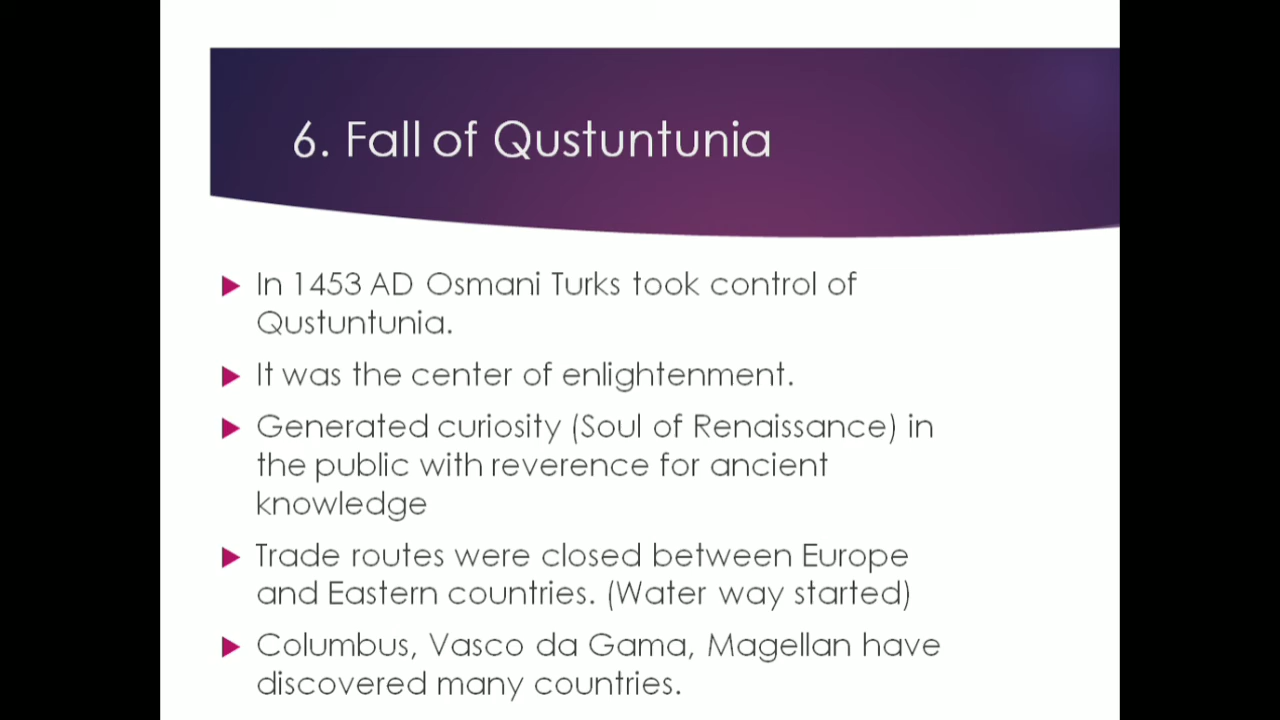 6. Fall of Qustuntunia
In 1453 AD Osmani Turks took control of
Qustuntunia.
It was the center of enlightenment.
Generated curiosity (Soul of Renaissance) in
the public with reverence for ancient
knowledge
Trade routes were closed between Europe
and Eastern countries. (Water way started)
Columbus, Vasco da Gama, Magellan have
discovered many countries.